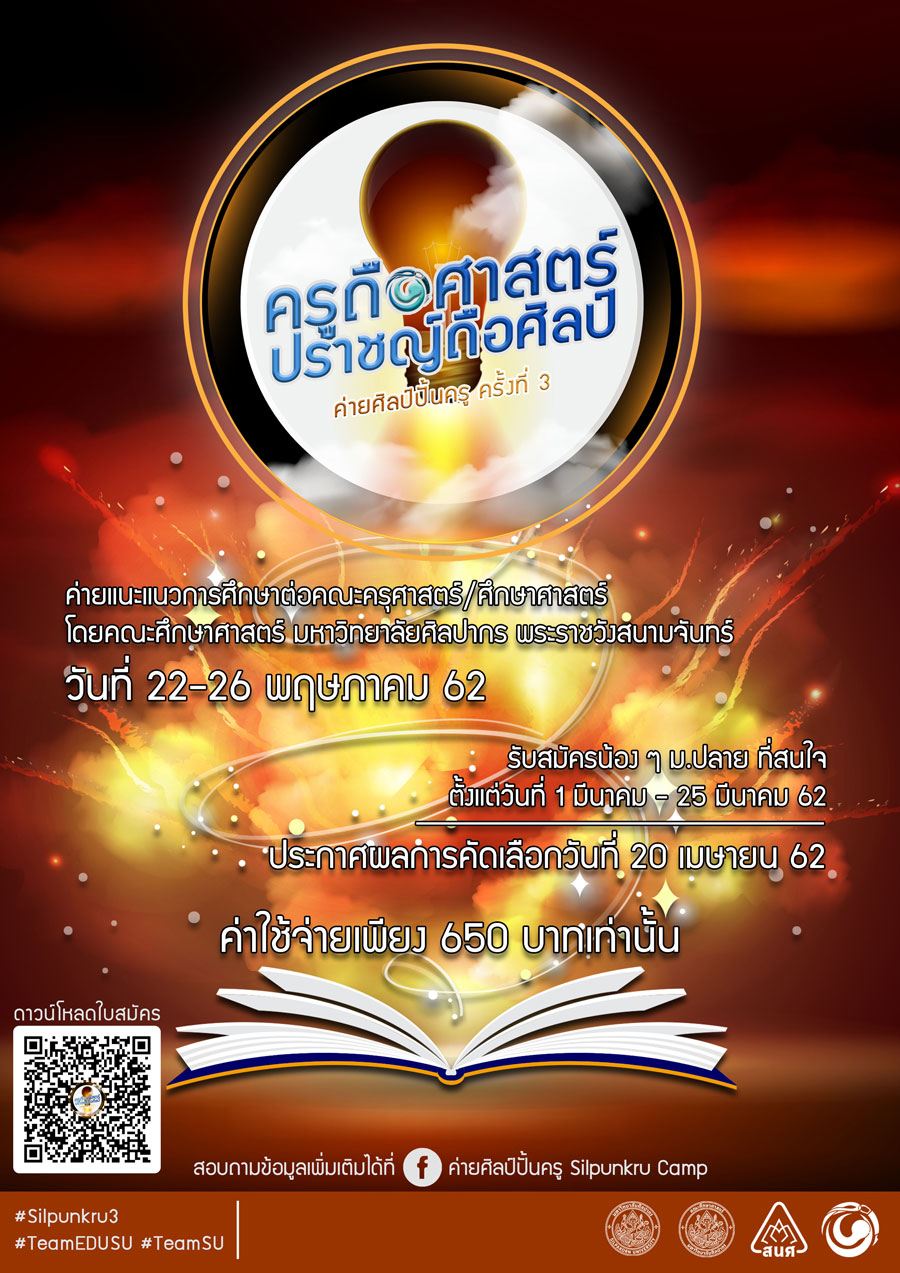 ครูถือศาสตร์
ปราชญ์ถือศิลป์
ค่ายศิลป์ปั้นครู ครั้งที่ 3
ค่ายแนะแนวการศึกษาต่อคณะครุศาสตร์/ศึกษาศาสตร์
โดยคณะศึกษาศาสตร์ มหาวิทยาลัยศิลปากร พระราชวังสนามจันทร์
วันที่ 22-26 พฤษภาคม 62
รับสมัครน้อง ๆ ม.ปลาย ที่สนใจ
ตั้งแต่วันที่ 1 มีนาคม - 25 มีนาคม 62
ประกาศผลการคัดเลือกวันที่ 20 เมษายน 62
ค่าใช้จ่ายเพียง 650 บาทเท่านั้น
ดาวน์โหลดใบสมัคร
สอบถามข้อมูลเพิ่มเติมได้ที่ f ค่ายศิลป์ปั้นครู Silpunkru Camp
#Silpunkru3
#TeamEDUSU #TeamSU
สนศ